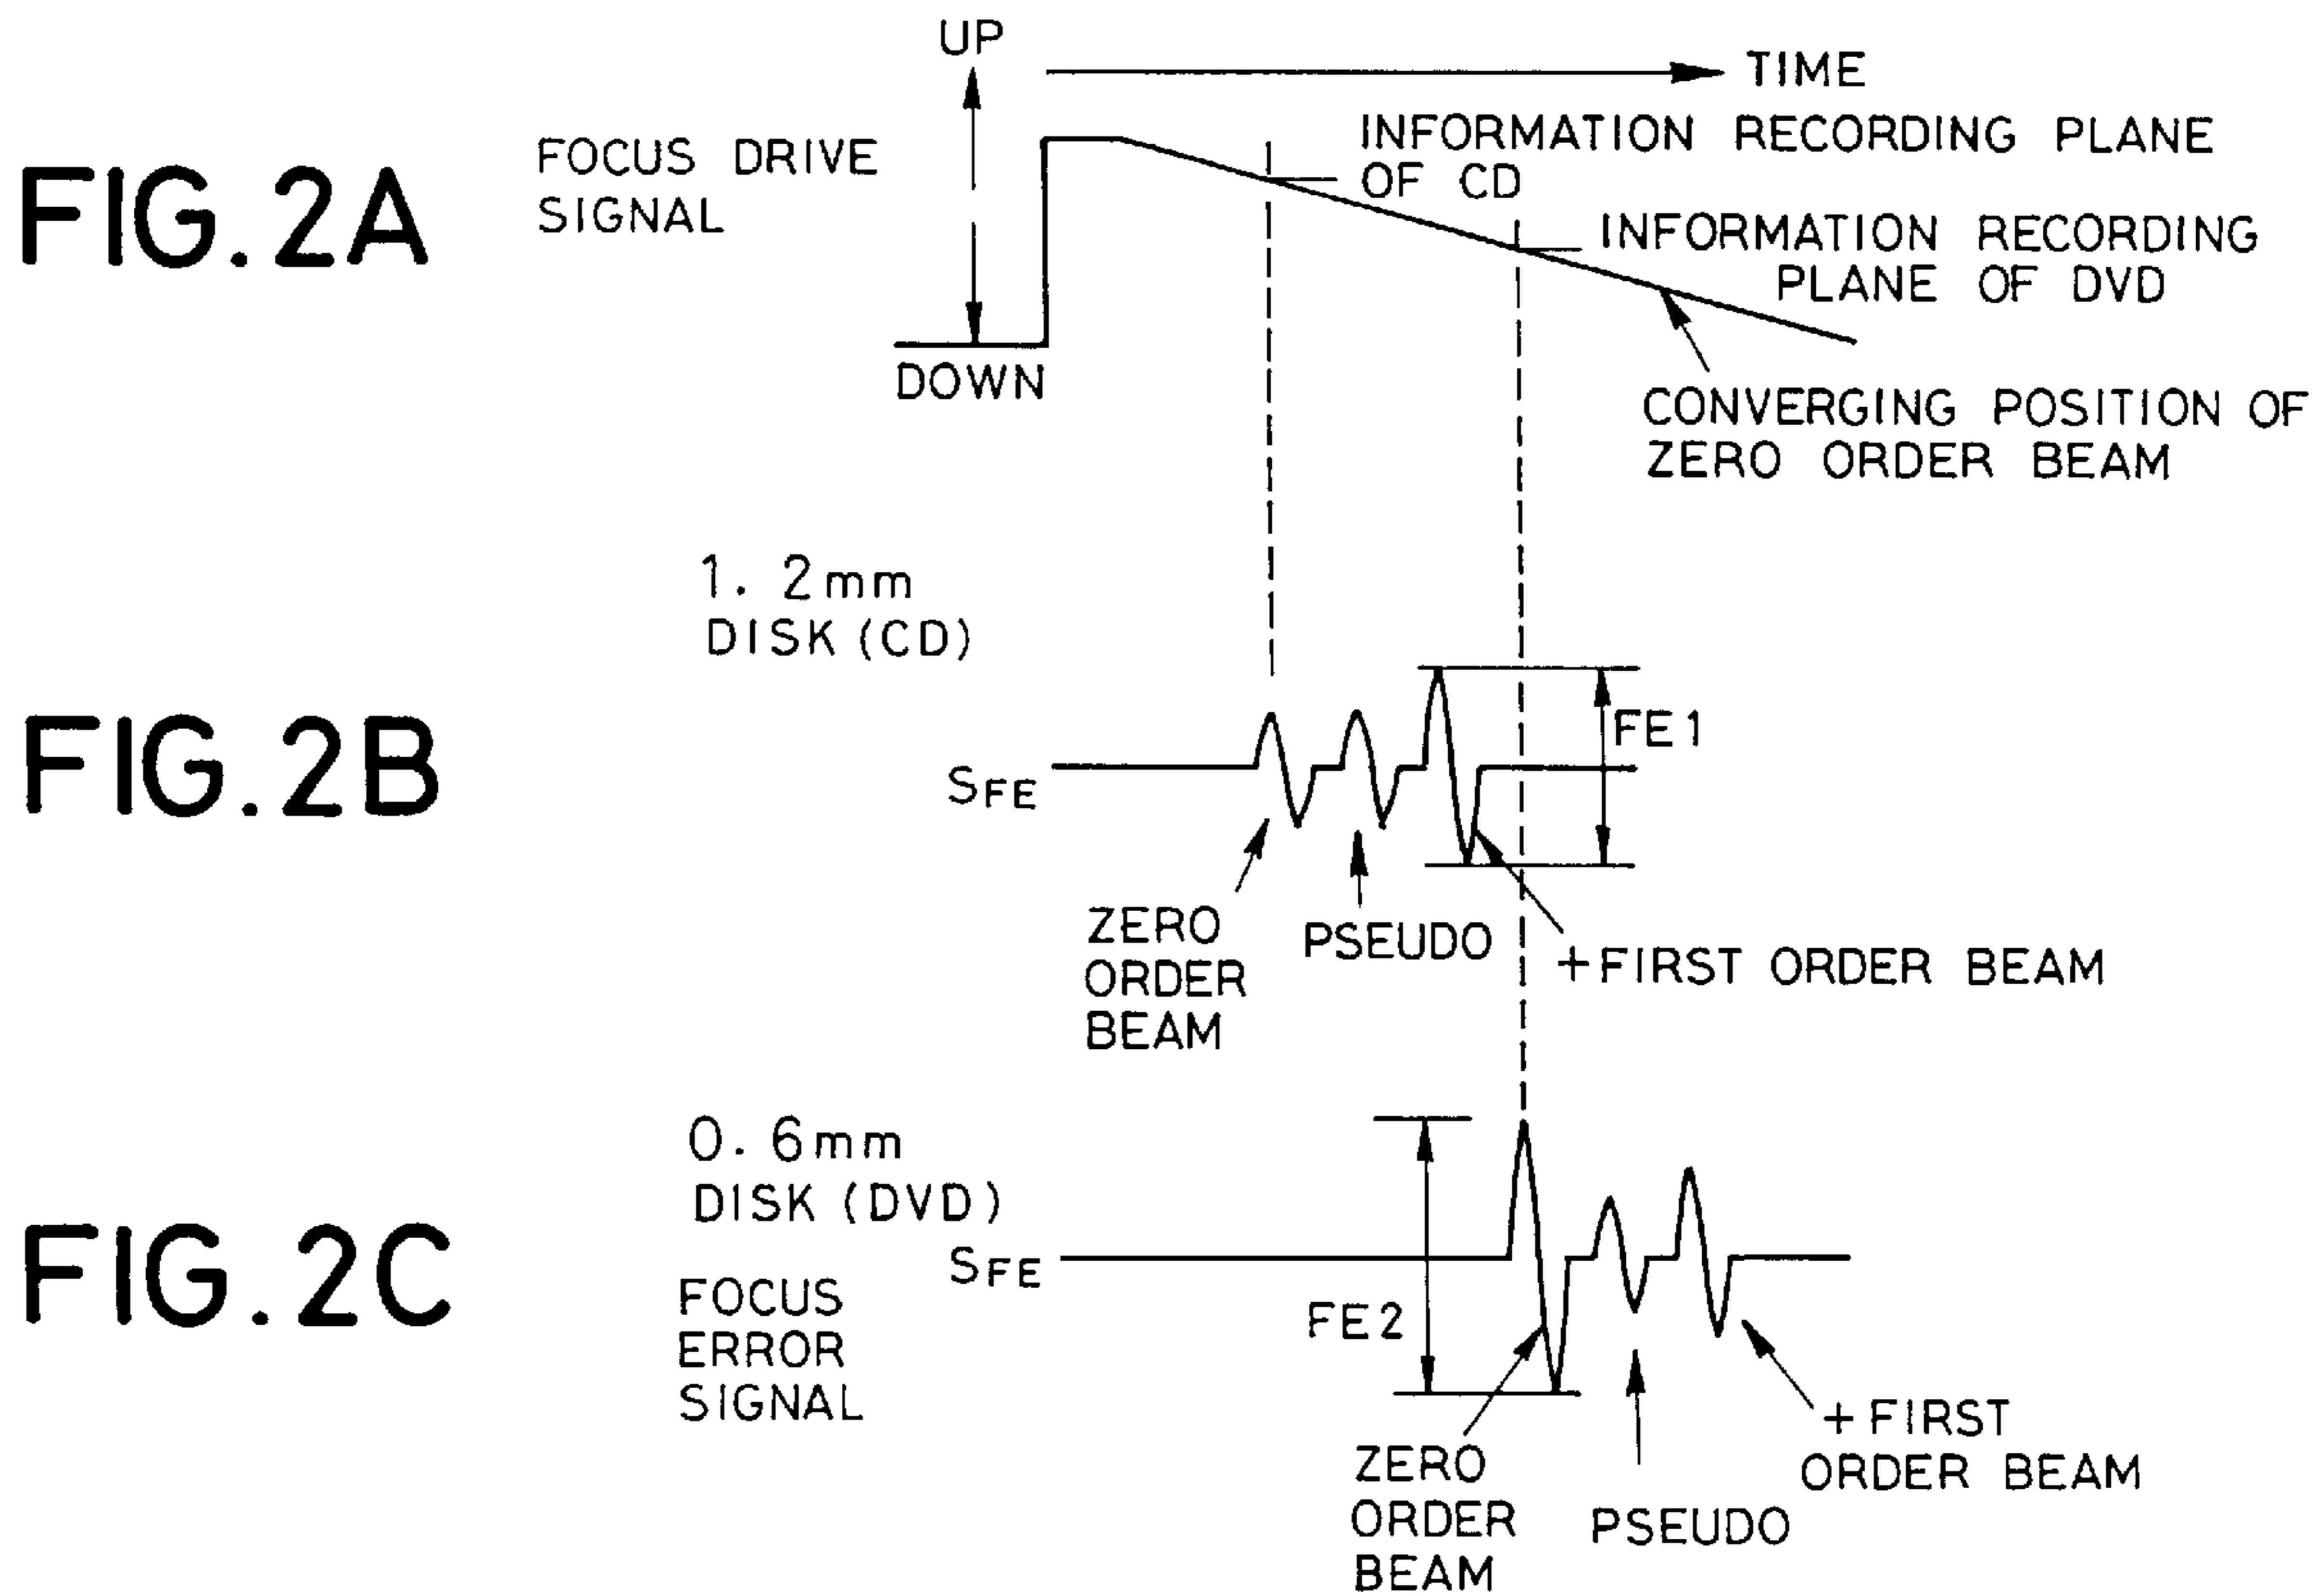 FIG.2A
UP
TIME
FOCUS DRIVE
SIGNAL
INFORMATION RECORDING PLANE
OF CD
INFORMATION RECORDING
PLANE OF DVD
DOWN
CONVERGING POSITION OF
ZERO ORDER BEAM
FIG.2B
1. 2mm
DISK (CD)
SFE
FE1
ZERO
ORDER
BEAM
PSEUDO
+FIRST ORDER BEAM
FIG.2C
0. 6mm
DISK (DVD)
SFE
FOCUS
ERROR
SIGNAL
FE2
ZERO
ORDER
BEAM
PSEUDO
+FIRST
ORDER BEAM